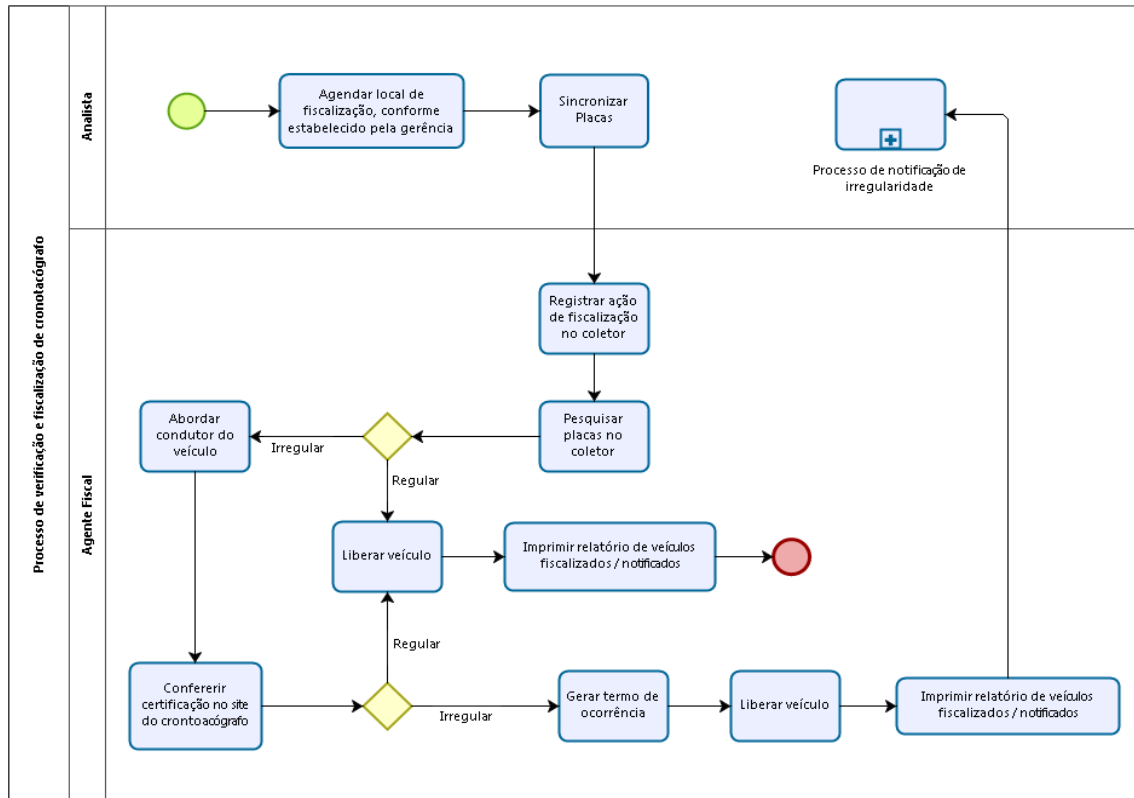 Processo de verificação e fiscalização de cronotacógrafo
Analista
Agendar local de
fiscalização, conforme
estabelecido pela gerência
Sincronizar
Placas
Processo de notificação de
irregularidade
Agente Fiscal
Registrar ação
de fiscalização
no coletor
Pesquisar
placas no
coletor
Irregular
Abordar
condutor do
veículo
Regular
Liberar veículo
Imprimir relatório de veículos
fiscalizados / notificados
Regular
Confererir
certificação no site
do crontoacógrafo
Irregular
Gerar termo de
ocorrência
Liberar veículo
Imprimir relatório de veículos
fiscalizados / notificados